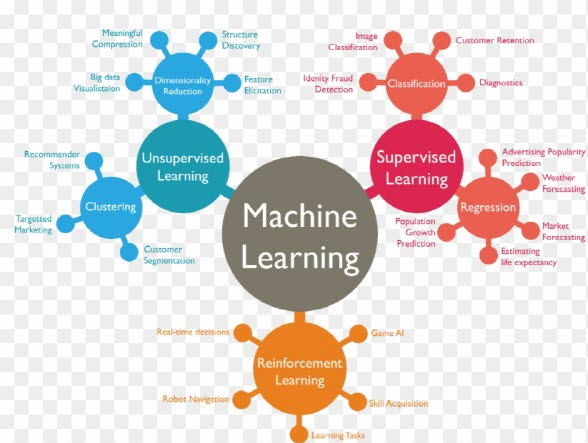 Meaningful
Compression
Structure
Discovery
Big data
Visualistaion
Dimensionality
Reduction
Feature
Elicitation
Unsupervised
Learning
Recommender
Systems
Clustering
Targetted
Marketing
Customer
Segmentation
Machine
Learning
Image
Classification
Customer Retention
Idenity Fraud
Detection
Classification
Diagnostics
Supervised
Learning
Advertising Popularity
Prediction
Weather
Forecasting
Regression
Population
Growth
Prediction
Market
Forecasting
Estimating
life expectancy
Real-time decisions
Game AI
Reinforcement
Learning
Robot Navigation
Skill Acquisition
Learning Tasks